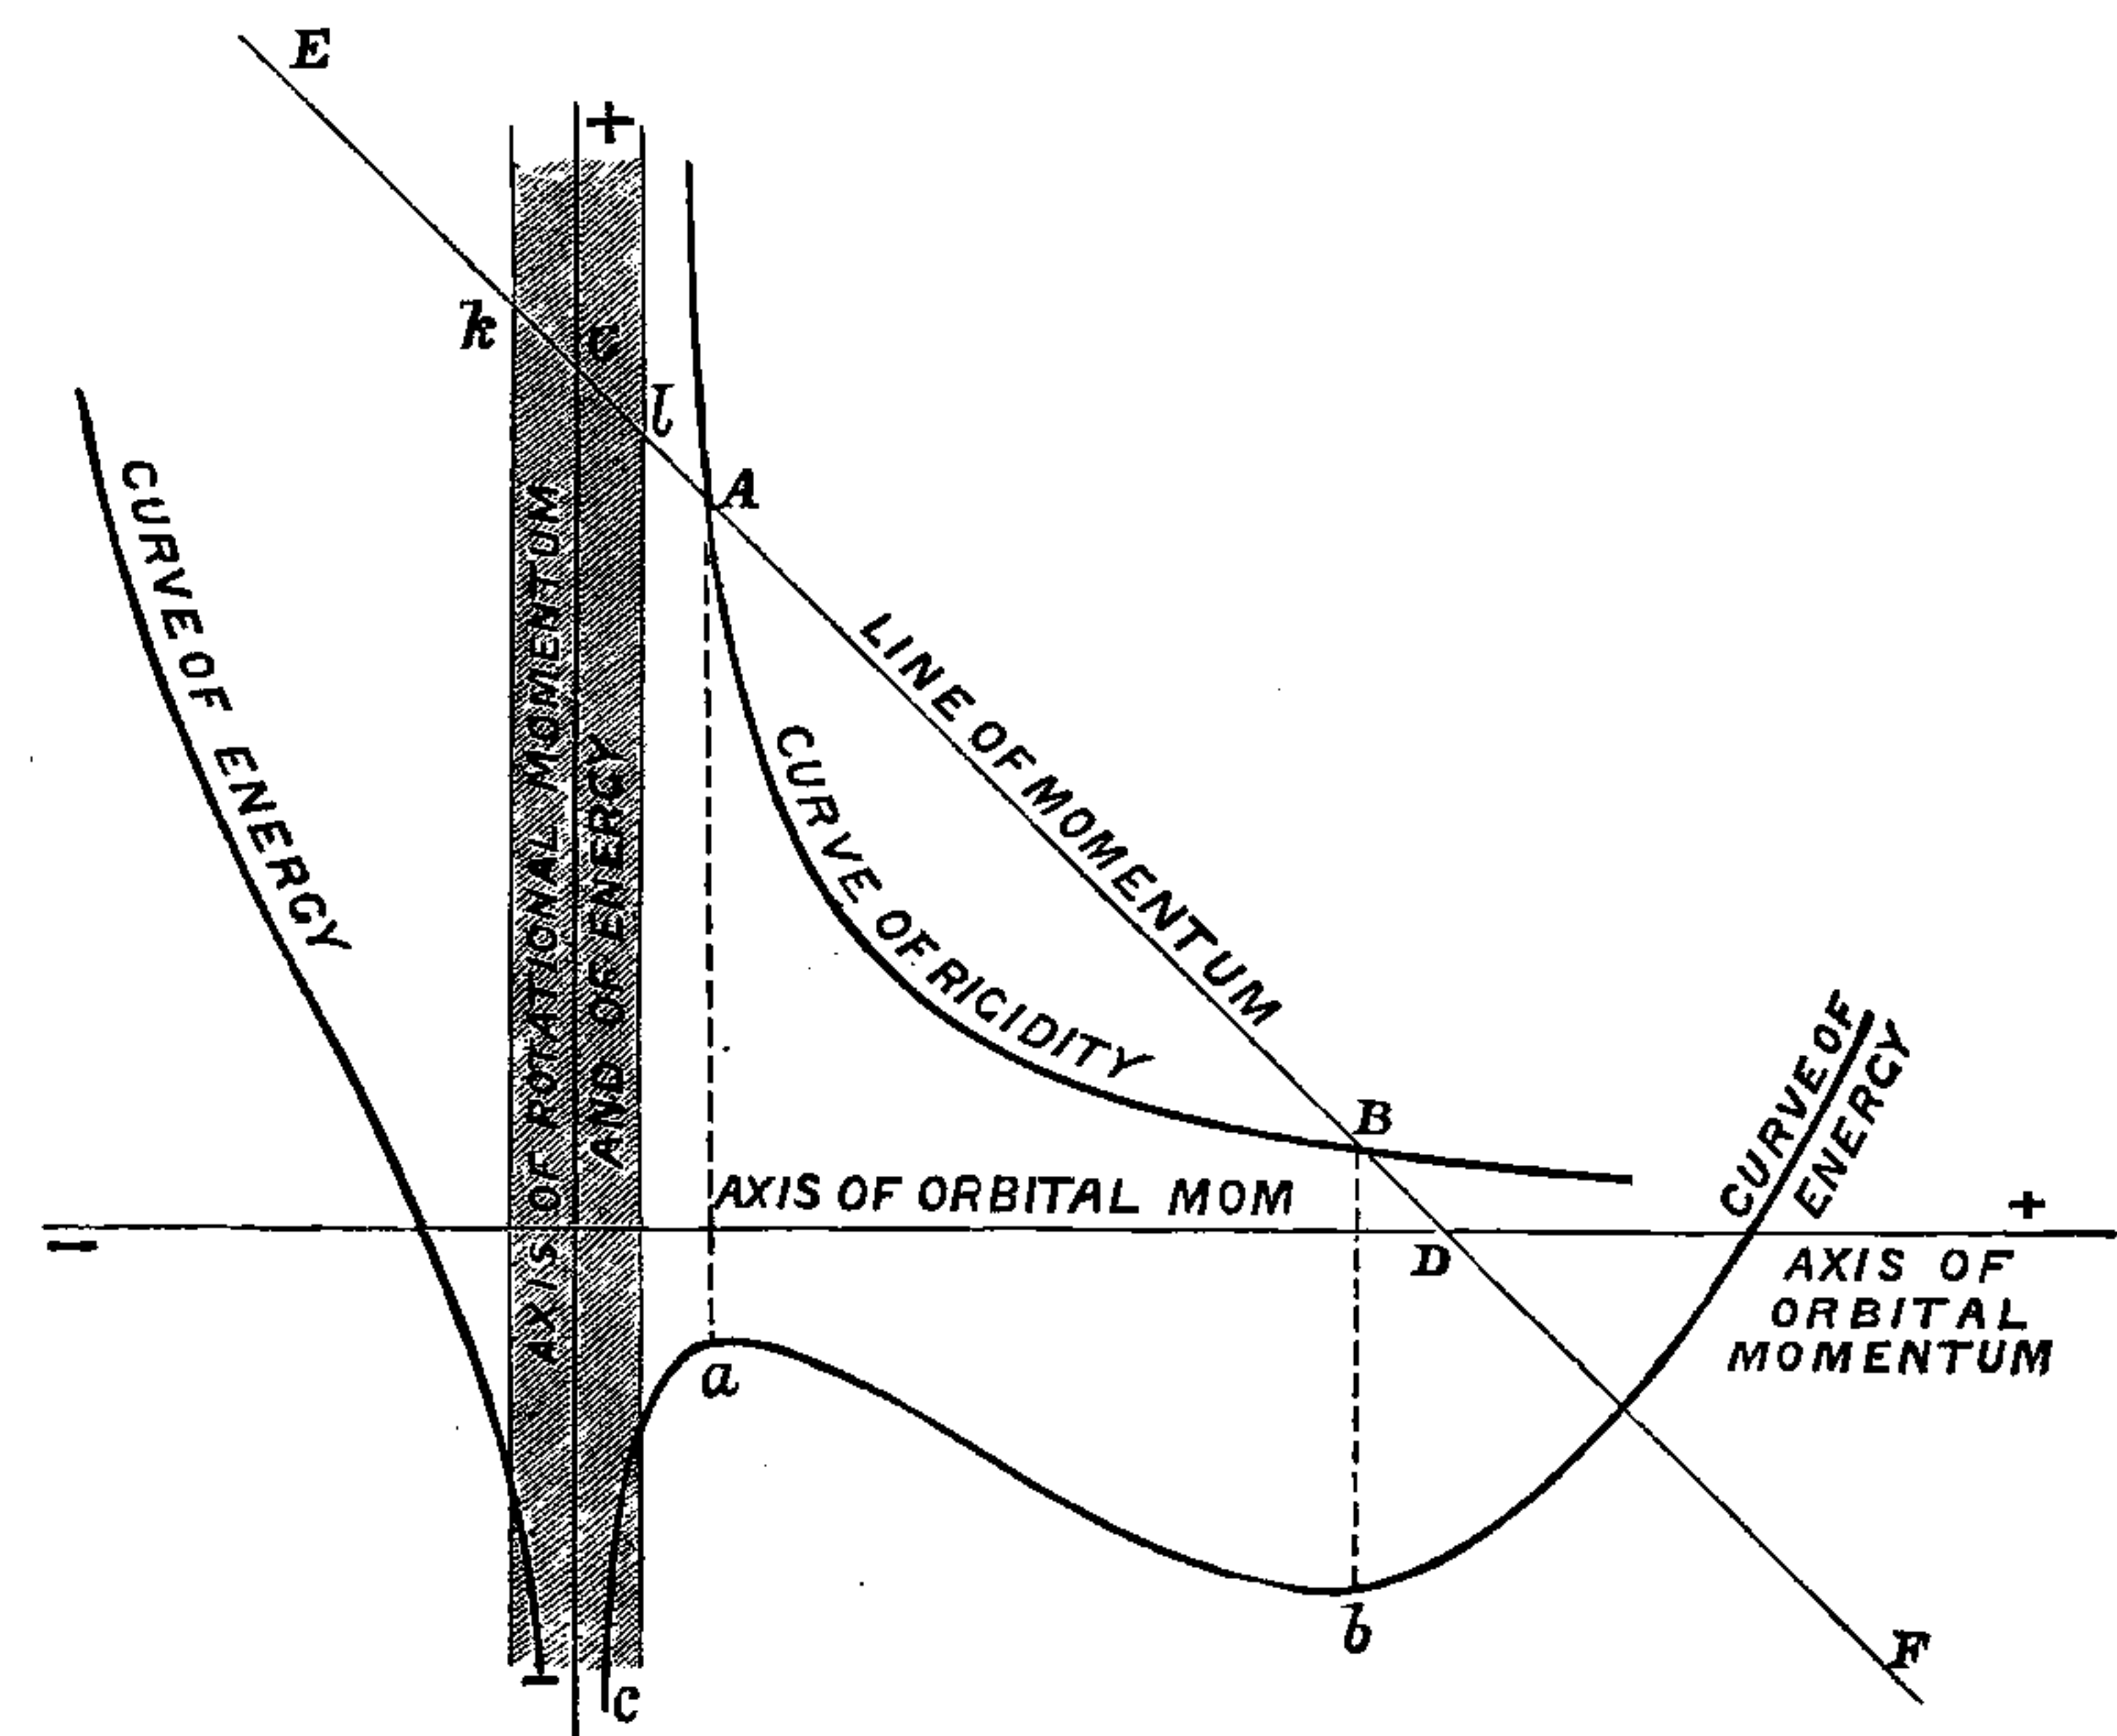 E
+
k
C
l
A
CURVE OF ENERGY
AXIS OF ROTATIONAL MOMENTUM
AND OF ENERGY
LINE OF MOMENTUM
CURVE OF RIGIDITY
B
CURVE OF
ENERGY
AXIS OF ORBITAL MOM
+
−
D
AXIS OF
ORBITAL
MOMENTUM
a
b
F
−
c